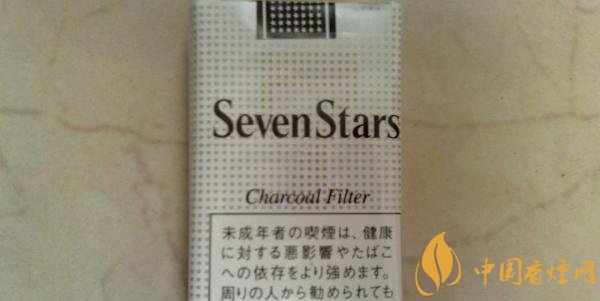 Seven Stars
Charcoal Filter
未成年者の喫煙は、健康
に対する悪影響やたばこ
への依存をより強めます。
周りの人から勧められても
中国香烟网